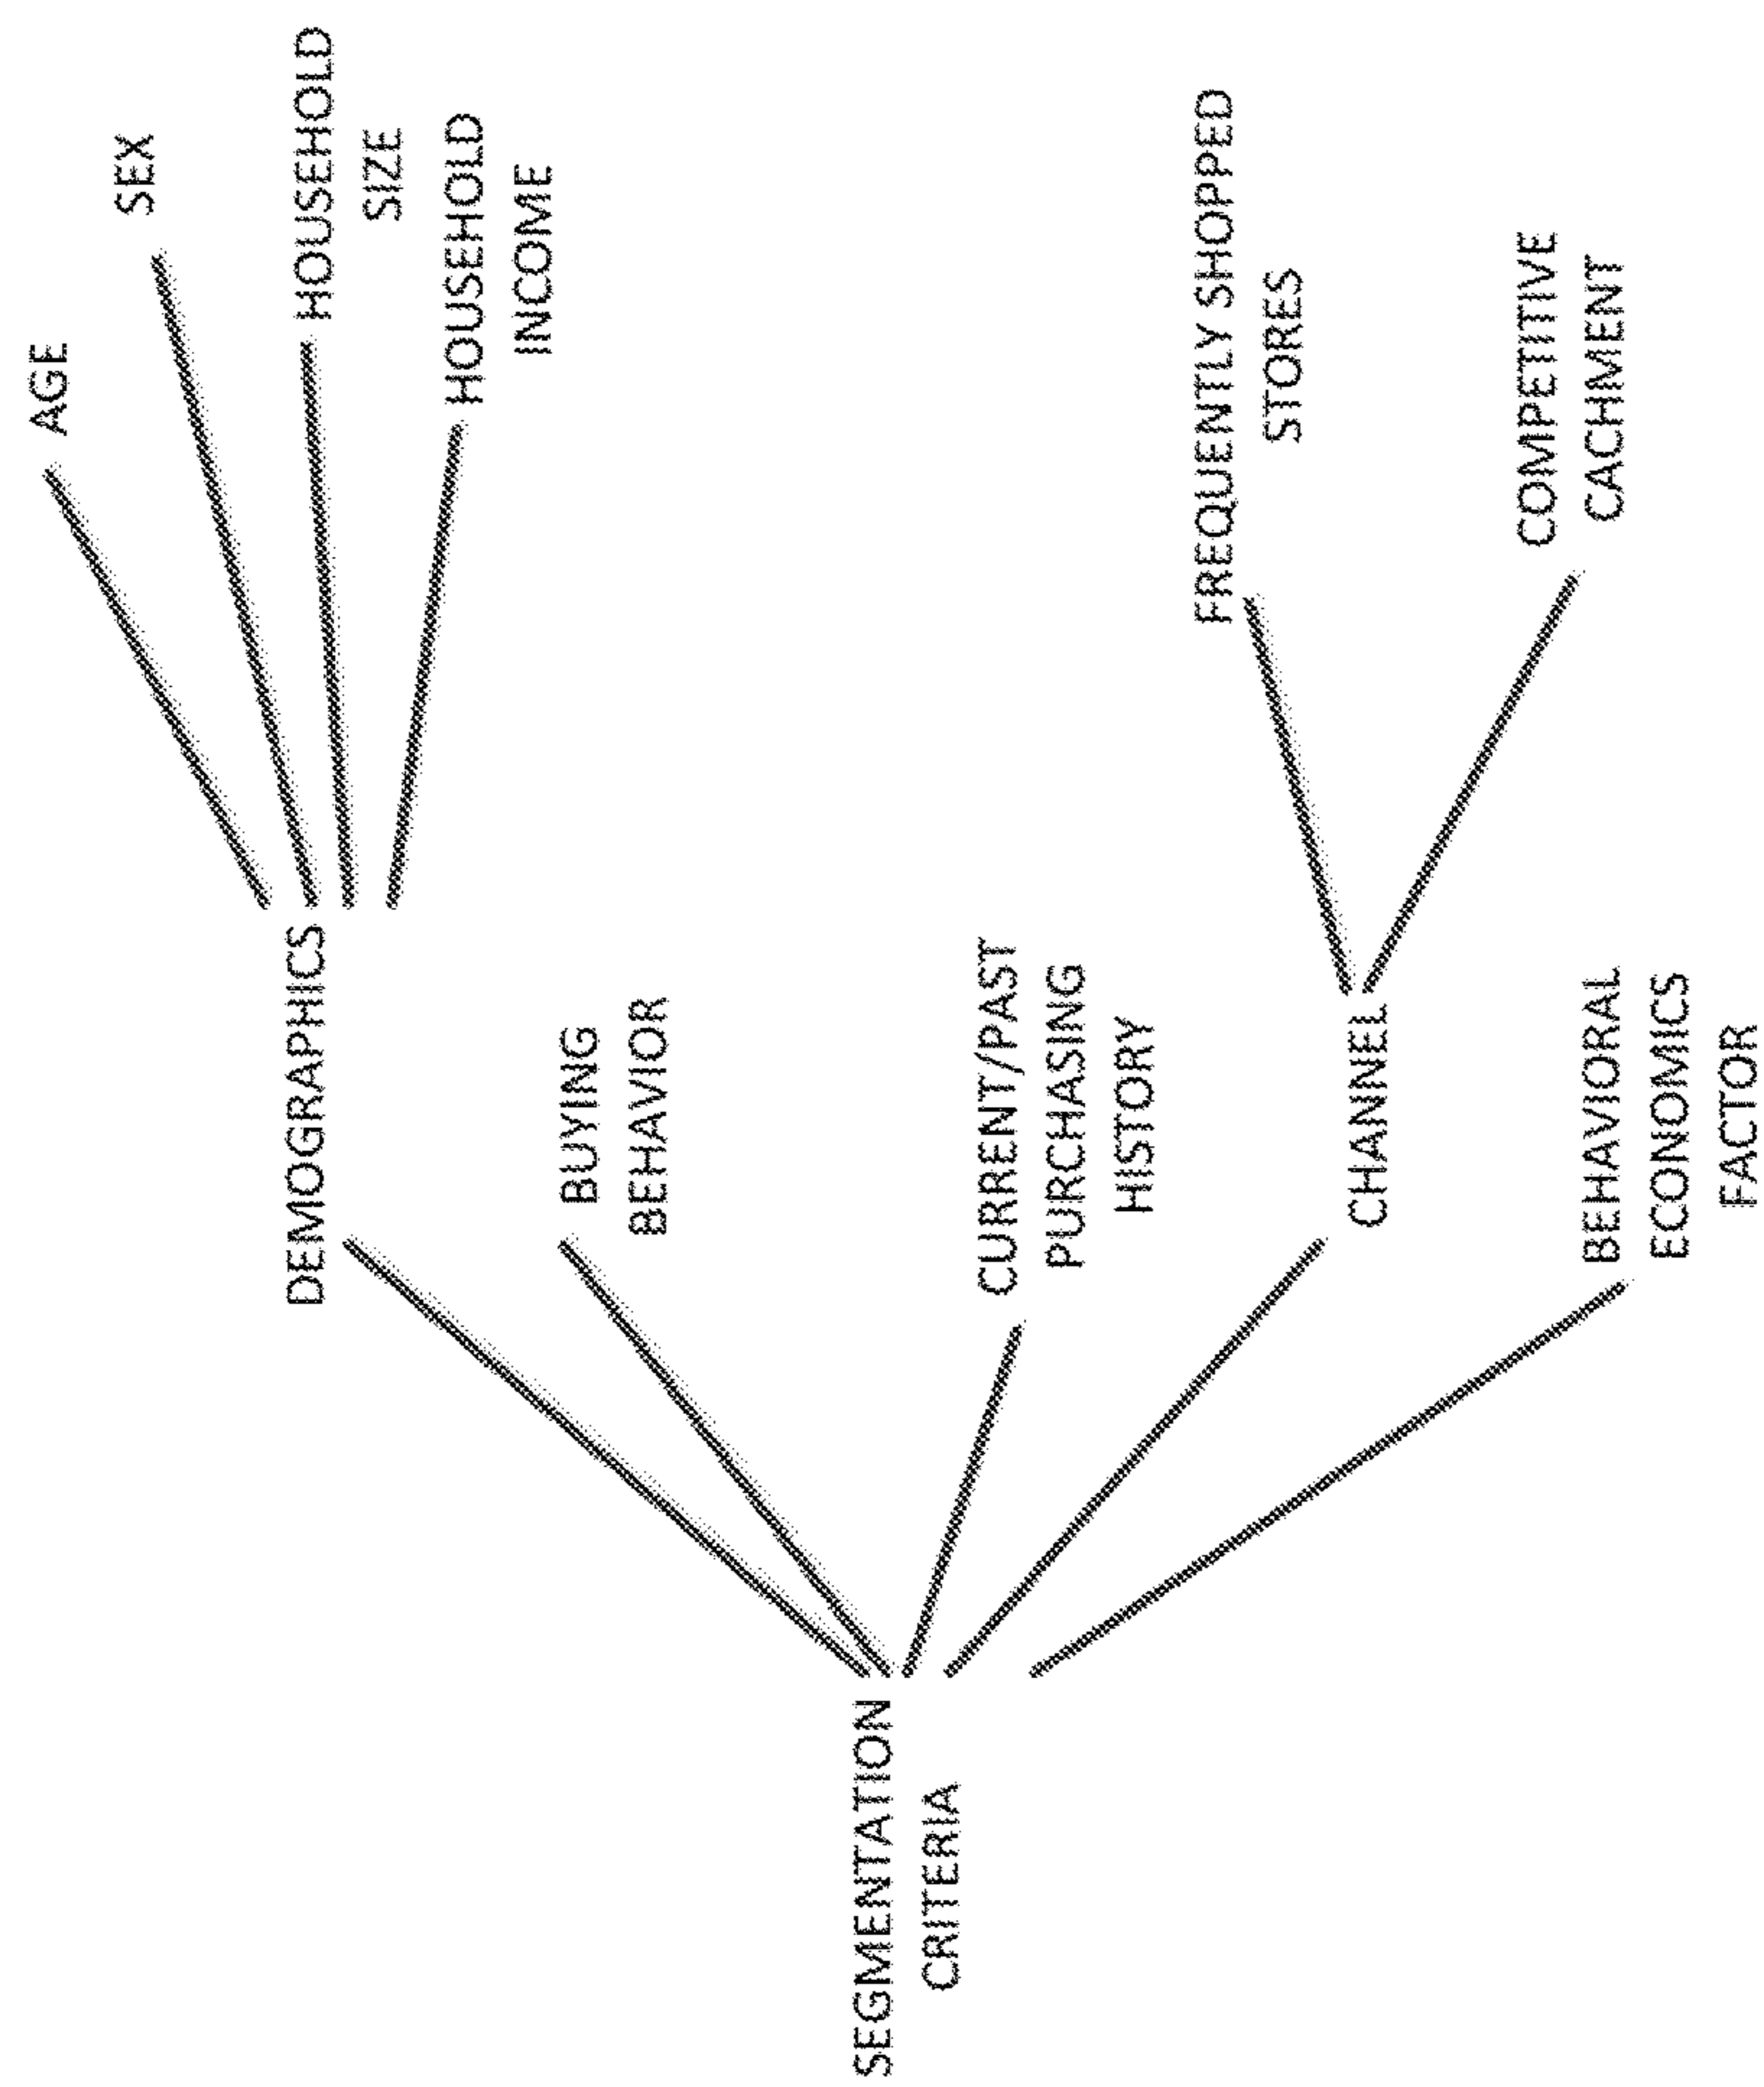 SEGMENTATION
CRITERIA
DEMOGRAPHICS
AGE
SEX
HOUSEHOLD
SIZE
HOUSEHOLD
INCOME
BUYING
BEHAVIOR
CURRENT/PAST
PURCHASING
HISTORY
CHANNEL
FREQUENTLY SHOPPED
STORES
COMPETITIVE
CACHMENT
BEHAVIORAL
ECONOMICS
FACTOR